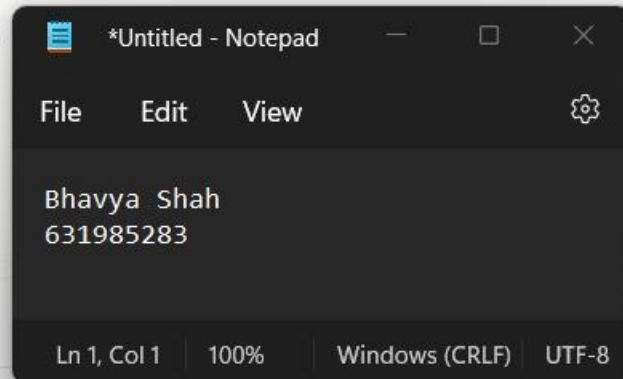 *Untitled - Notepad
File Edit View
Bhavya Shah
631985283
Ln 1, Col 1 100% Windows (CRLF) UTF-8